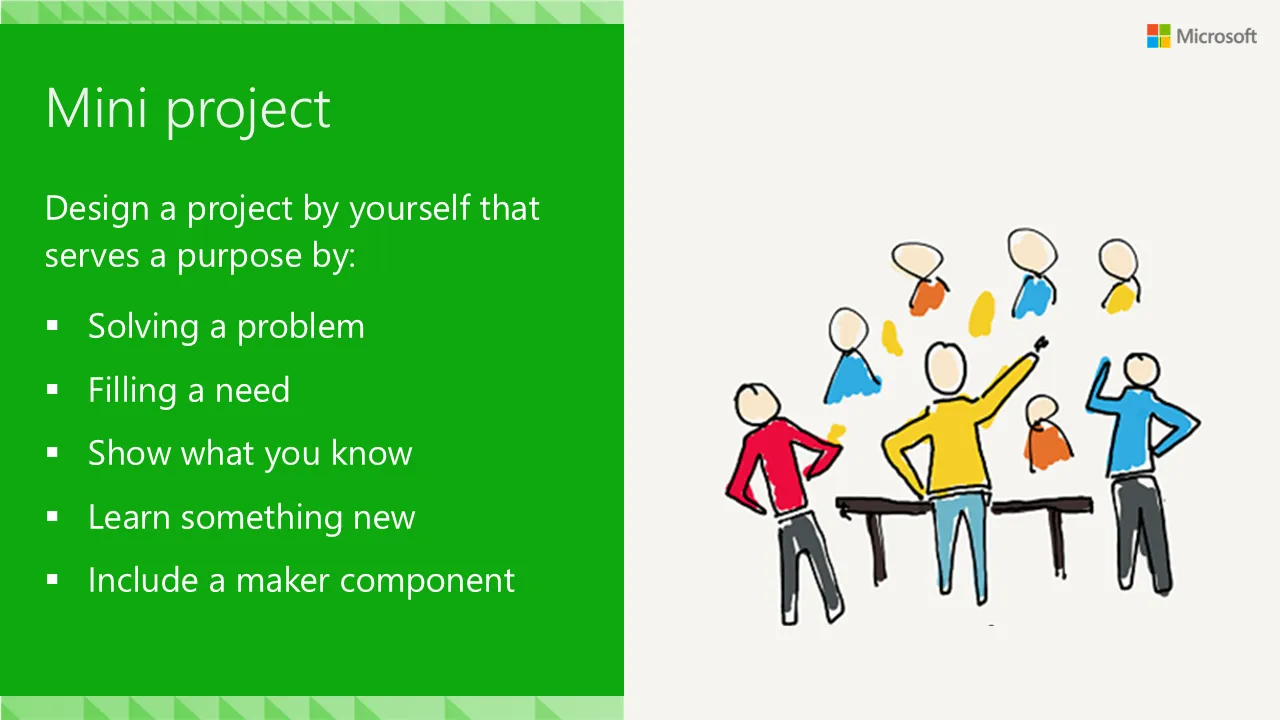 Microsoft
Mini project
Design a project by yourself that
serves a purpose by:
▪ Solving a problem
▪ Filling a need
▪ Show what you know
▪ Learn something new
▪ Include a maker component